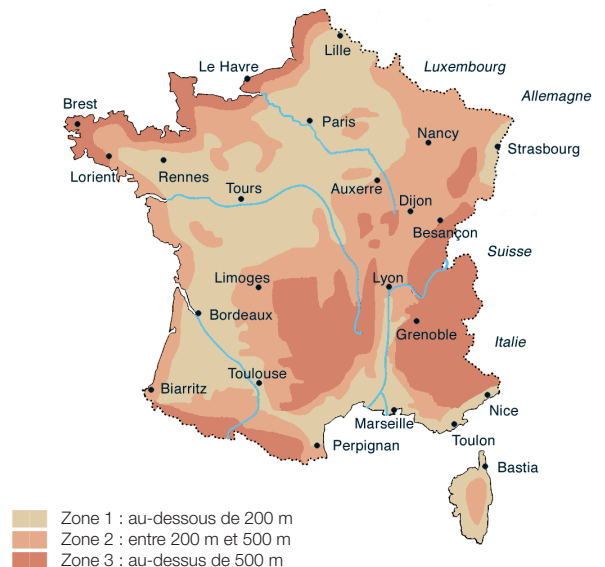 Lille
Le Havre
Luxembourg
Allemagne
Brest
Paris
Nancy
Strasbourg
Lorient
Rennes
Tours
Auxerre
Dijon
Besançon
Suisse
Limoges
Lyon
Bordeaux
Grenoble
Italie
Toulouse
Biarritz
Nice
Marseille
Toulon
Perpignan
Bastia
Zone 1 : au-dessous de 200 m
Zone 2 : entre 200 m et 500 m
Zone 3 : au-dessus de 500 m